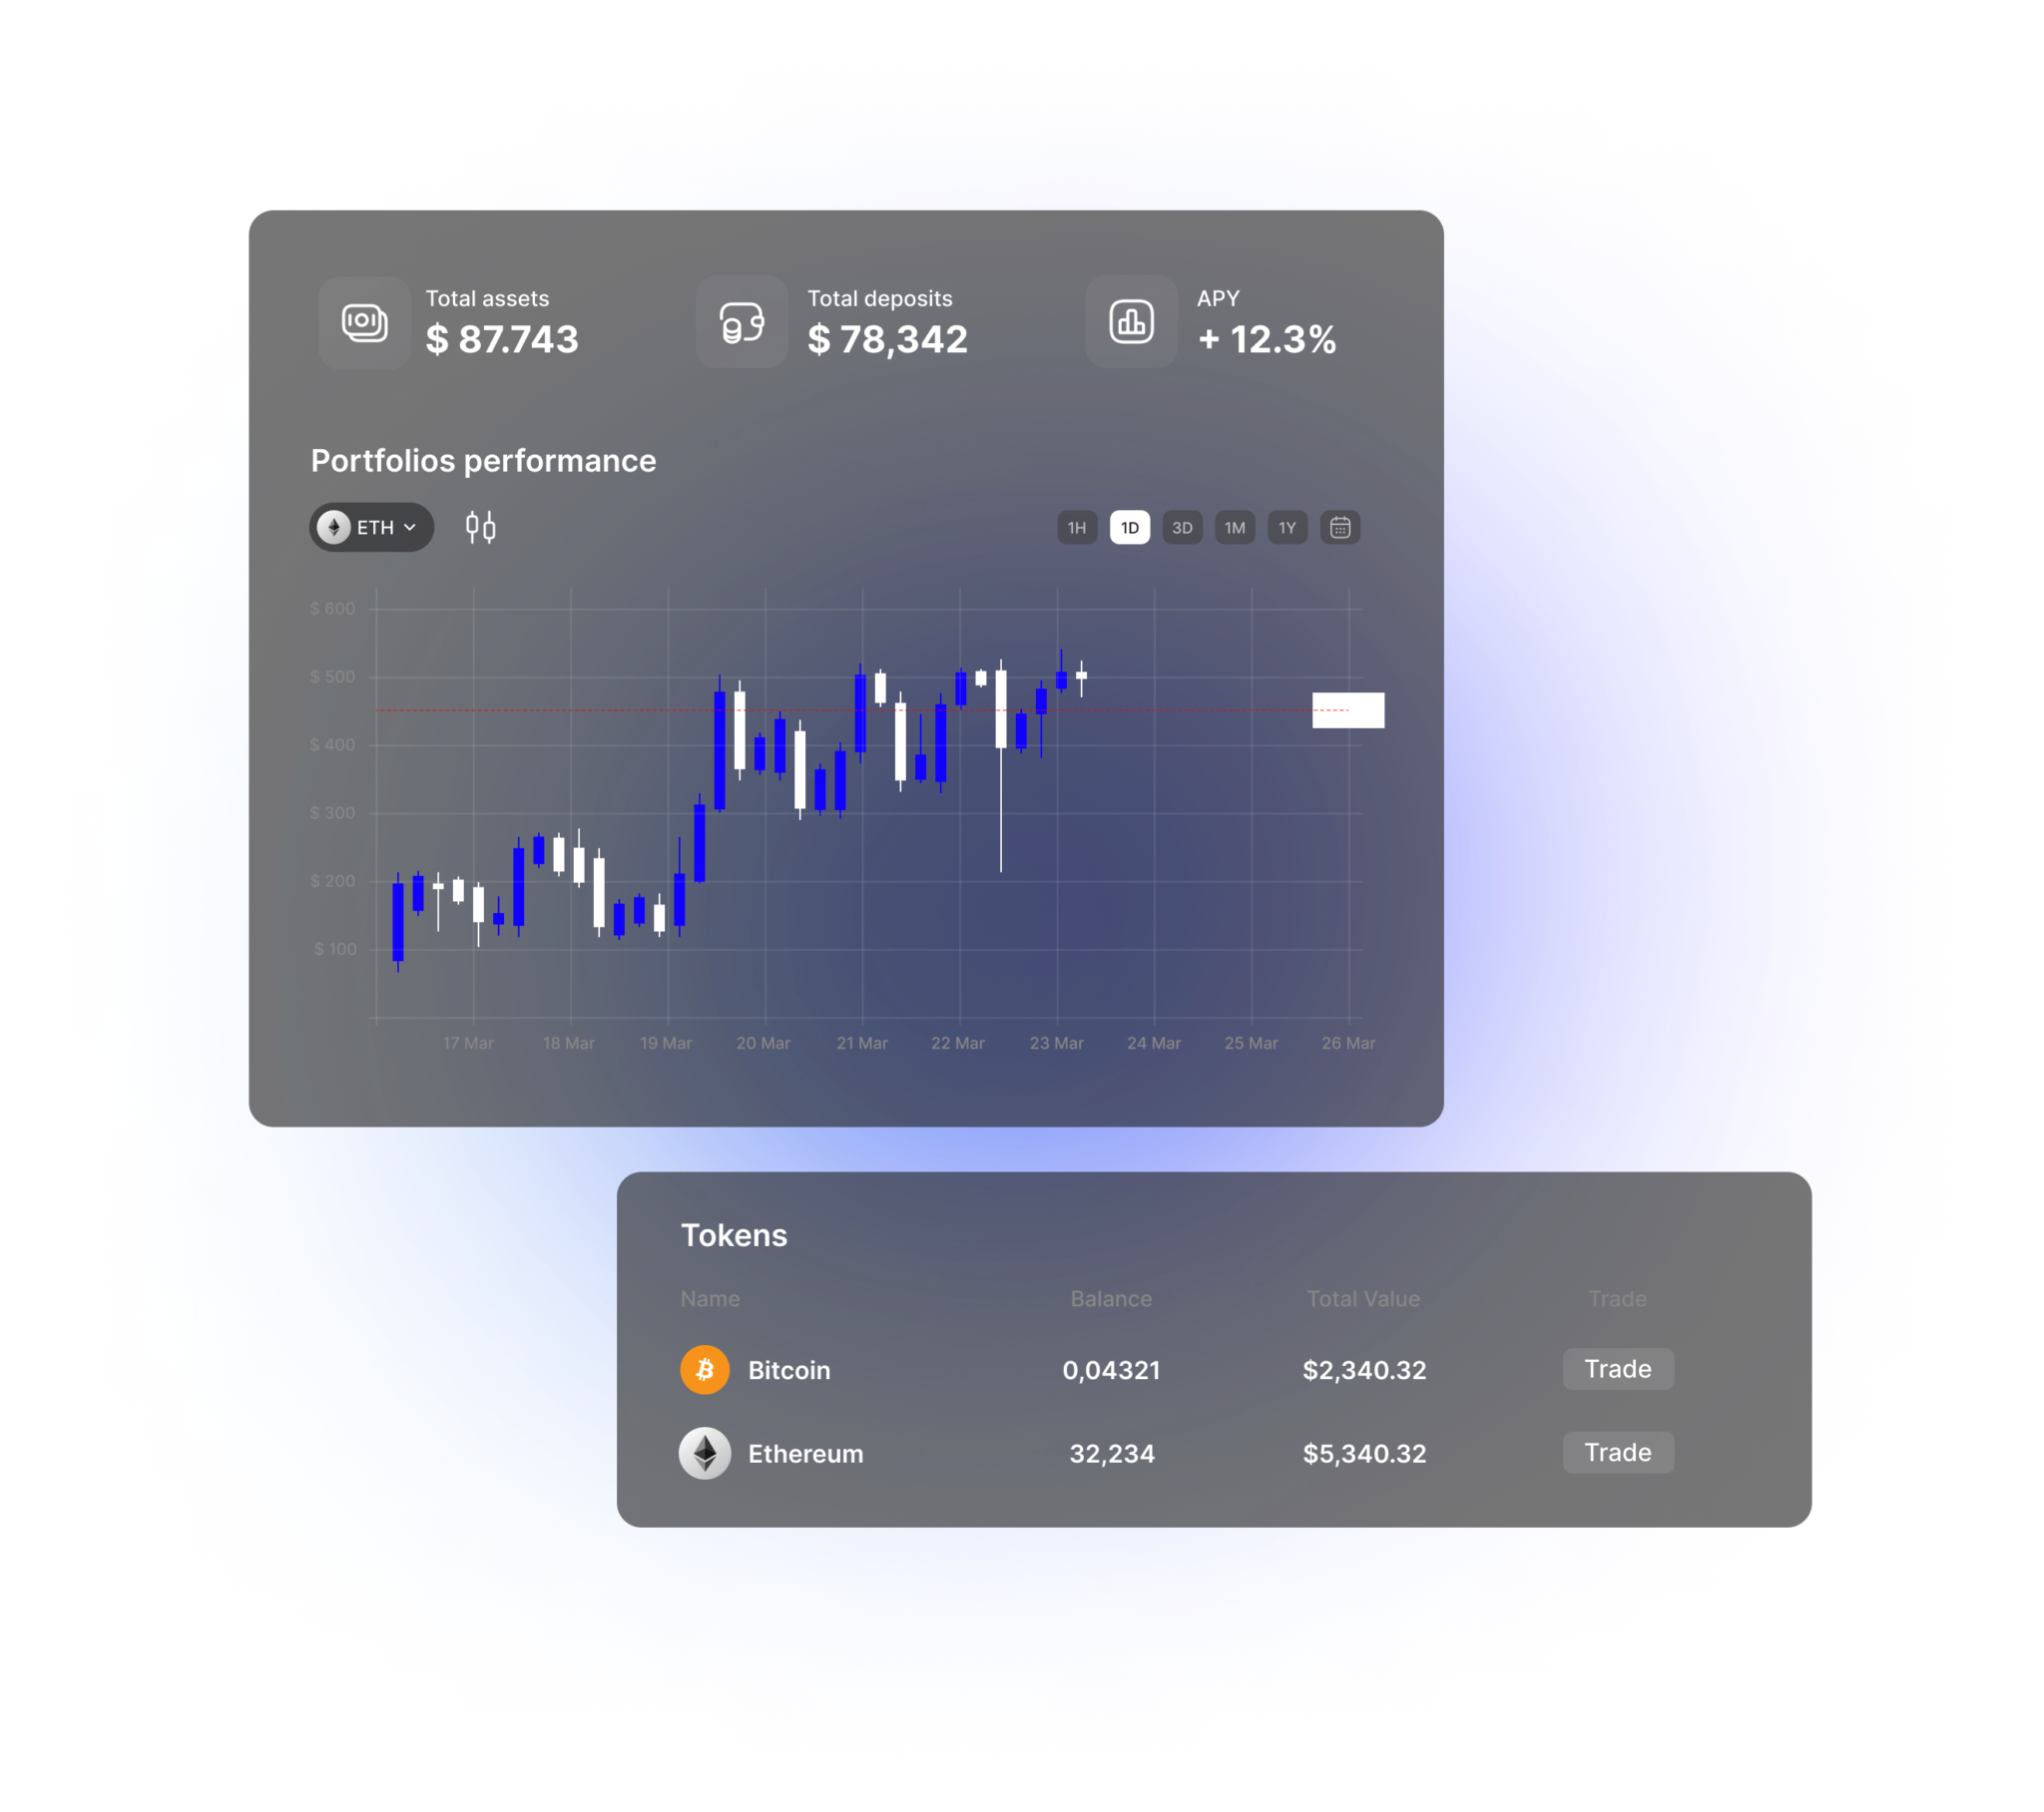 Total assets
$ 87.743
Total deposits
$ 78,342
APY
+ 12.3%
Portfolios performance
ETH
1H 1D 3D 1M 1Y
$ 600
$ 500
$ 400
$ 300
$ 200
$ 100
17 Mar 18 Mar 19 Mar 20 Mar 21 Mar 22 Mar 23 Mar 24 Mar 25 Mar 26 Mar
Tokens
Name Balance Total Value Trade
Bitcoin 0,04321 $2,340.32 Trade
Ethereum 32,234 $5,340.32 Trade